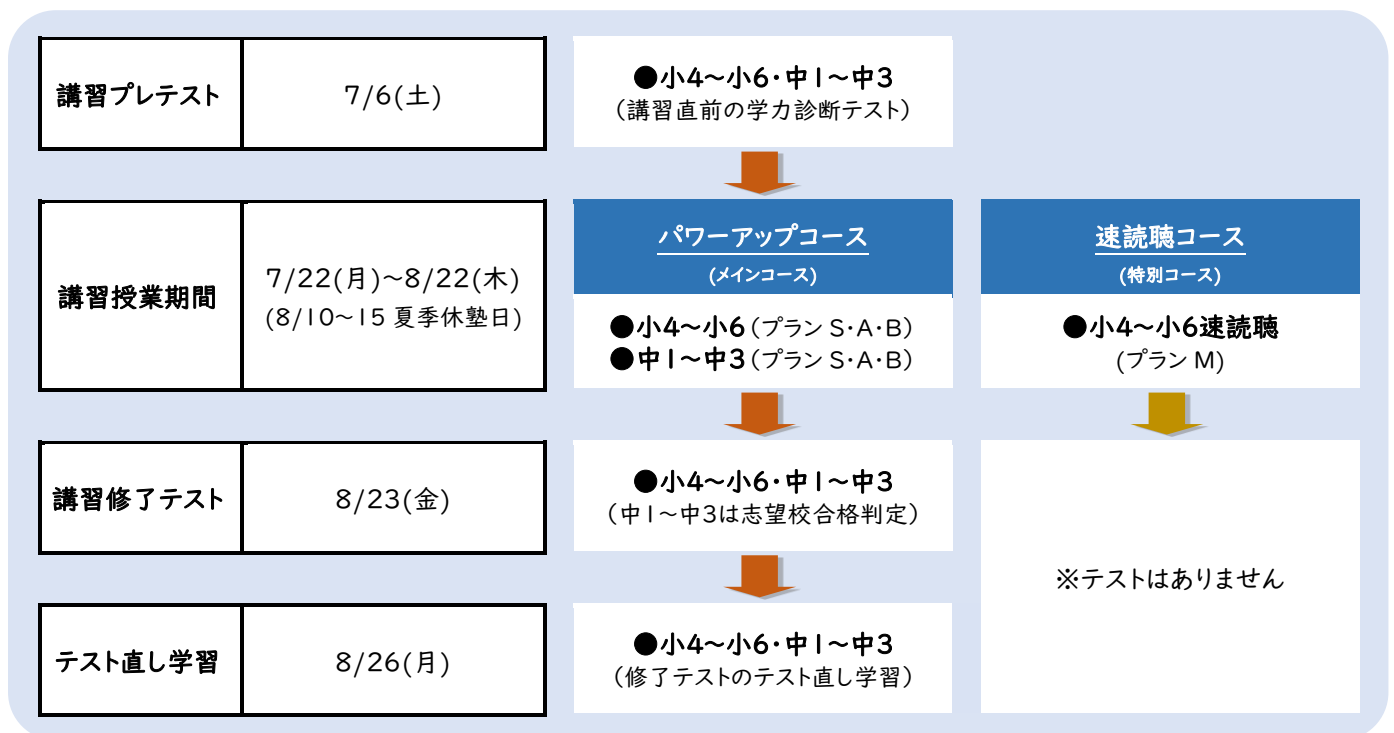 講習プレテスト
7/6(土)
●小4～小6・中1～中3
(講習直前の学力診断テスト)
講習授業期間
7/22(月)～8/22(木)
(8/10～15 夏季休塾日)
パワーアップコース
(メインコース)
●小4～小6(プラン S・A・B)
●中1～中3(プラン S・A・B)
速読聴コース
(特別コース)
●小4～小6速読聴
(プラン M)
講習修了テスト
8/23(金)
●小4～小6・中1～中3
(中1～中3は志望校合格判定)
※テストはありません
テスト直し学習
8/26(月)
●小4～小6・中1～中3
(修了テストのテスト直し学習)